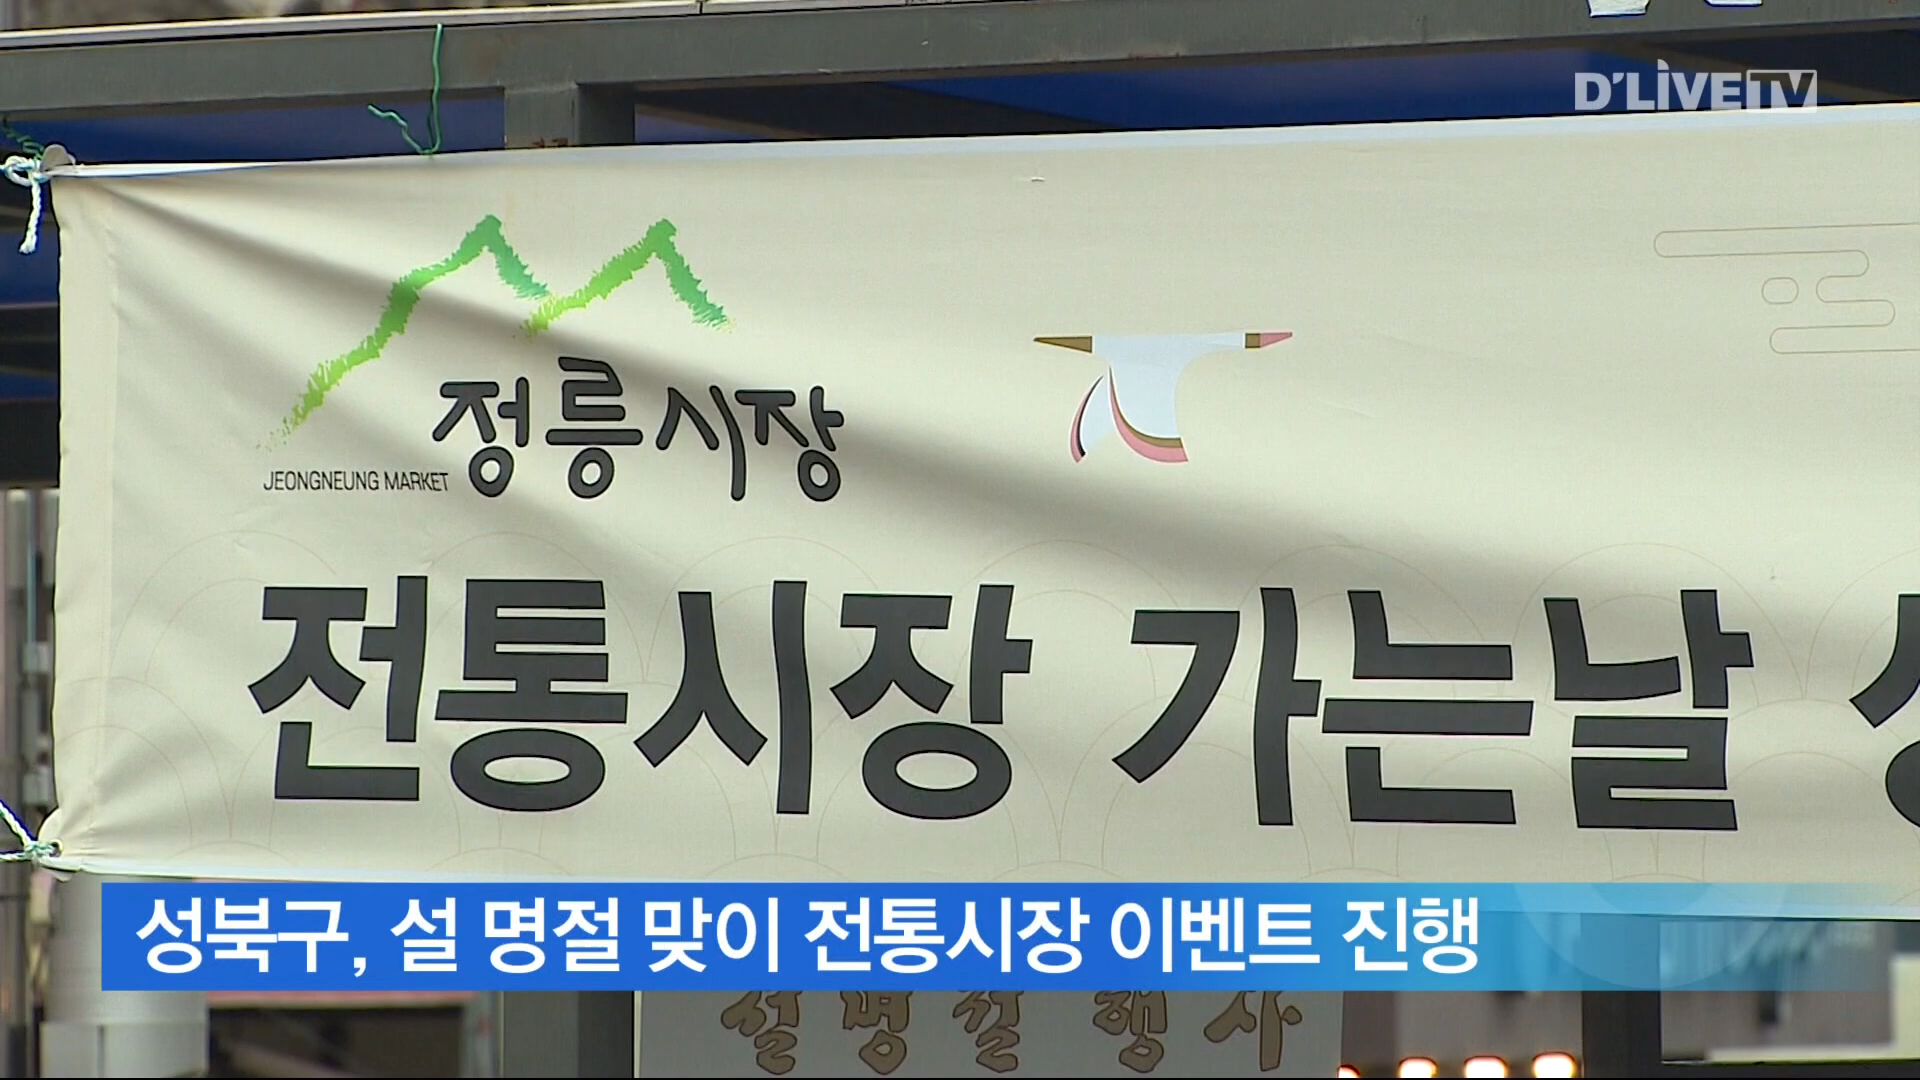 D'LIVE TV
정릉시장
JEONGNEUNG MARKET
전통시장 가는날
성북구, 설 명절 맞이 전통시장 이벤트 진행
설 명절 행사